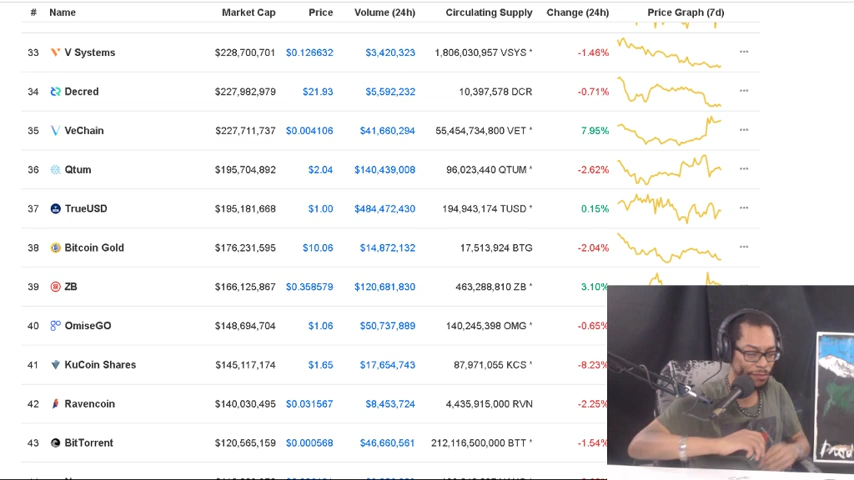 # Name Market Cap Price Volume (24h) Circulating Supply Change (24h) Price Graph (7d)
33 V Systems $228,700,701 $0.126632 $3,420,323 1,806,030,957 VSYS * -1.46%
34 Decred $227,982,979 $21.93 $5,592,232 10,397,578 DCR -0.71%
35 VeChain $227,711,737 $0.004106 $41,660,294 55,454,734,800 VET * 7.95%
36 Qtum $195,704,892 $2.04 $140,439,008 96,023,440 QTUM * -2.62%
37 TrueUSD $195,181,668 $1.00 $484,472,430 194,943,174 TUSD * 0.15%
38 Bitcoin Gold $176,231,595 $10.06 $14,872,132 17,513,924 BTG -2.04%
39 ZB $166,125,867 $0.358579 $120,681,830 463,288,810 ZB * 3.10%
40 OmiseGO $148,694,704 $1.06 $50,737,889 140,245,398 OMG * -0.65%
41 KuCoin Shares $145,117,174 $1.65 $17,654,743 87,971,055 KCS * -8.23%
42 Ravencoin $140,030,495 $0.031567 $8,453,724 4,435,915,000 RVN -2.25%
43 BitTorrent $120,565,159 $0.000568 $46,660,561 212,116,500,000 BTT * -1.54%